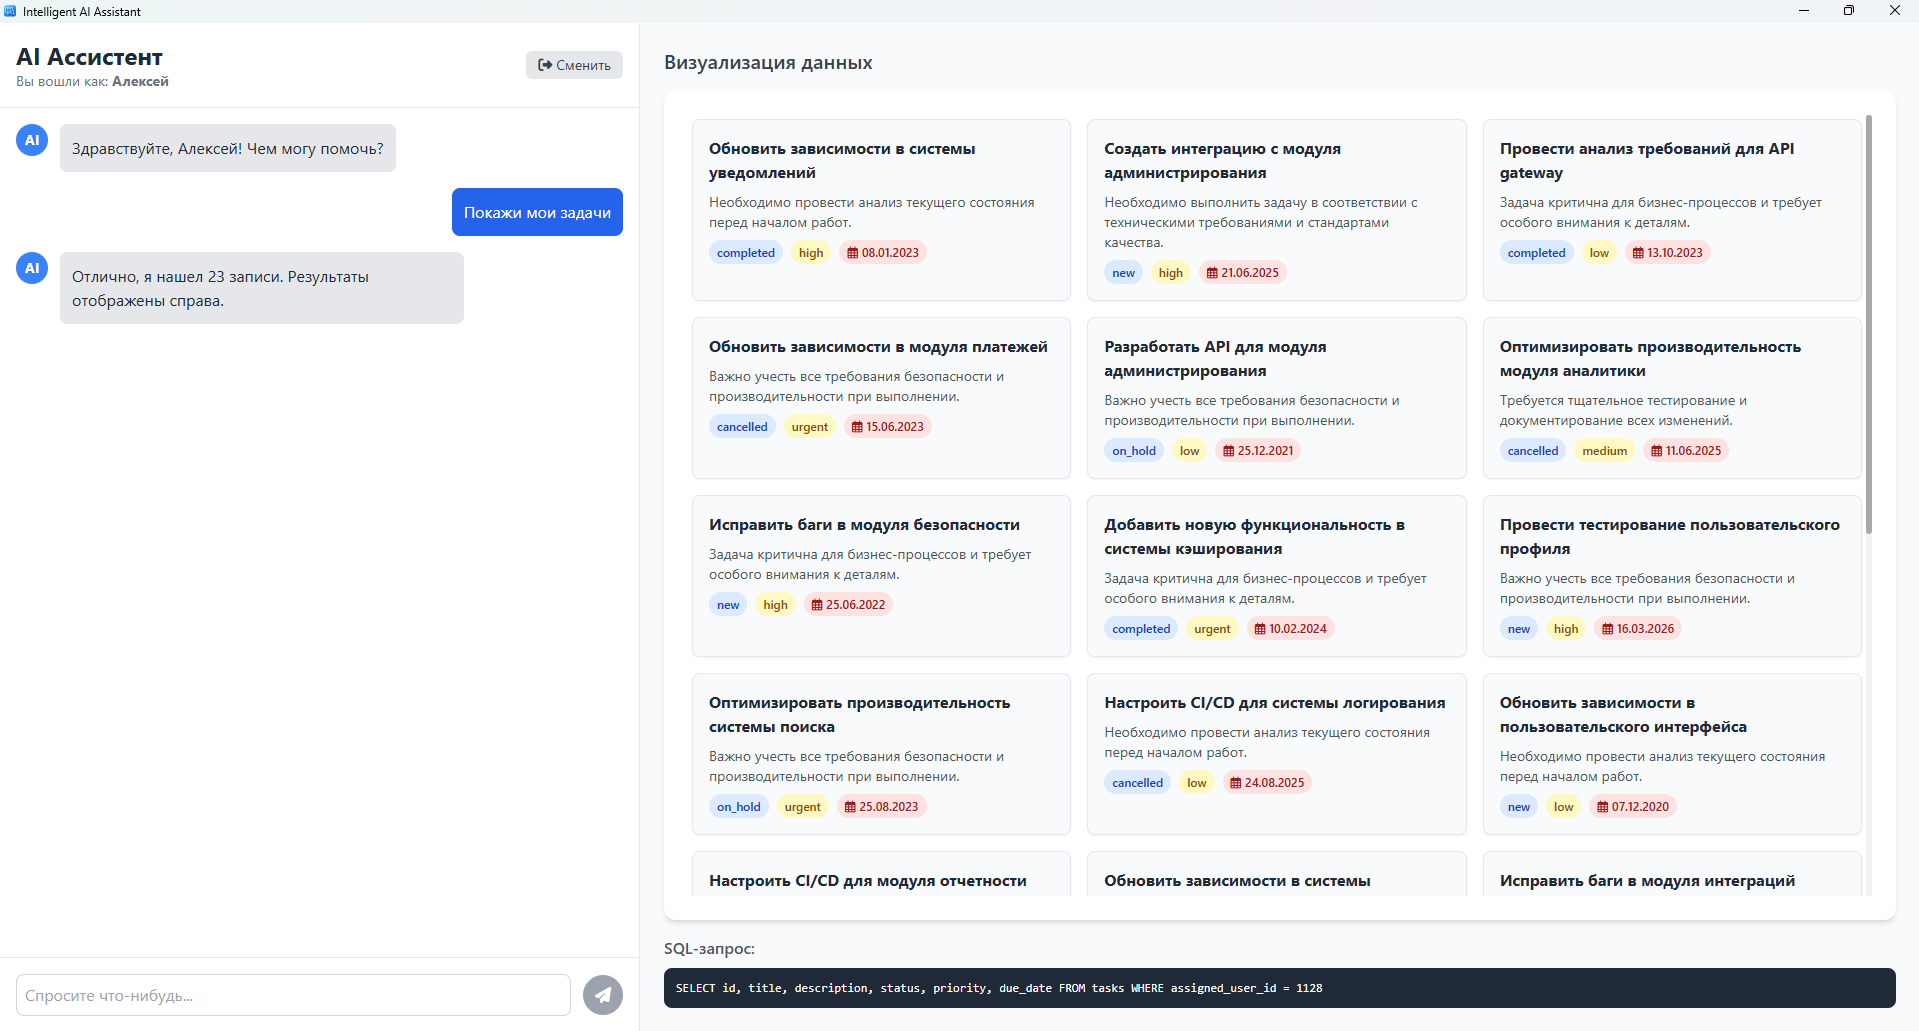 Intelligent AI Assistant
AI Ассистент
Вы вошли как: Алексей
Сменить
AI
Здравствуйте, Алексей! Чем могу помочь?
Покажи мои задачи
AI
Отлично, я нашел 23 записи. Результаты
отображены справа.
Спросите что-нибудь...
Визуализация данных
Обновить зависимости в системы
уведомлений
Необходимо провести анализ текущего состояния
перед началом работ.
completed high 08.01.2023
Создать интеграцию с модуля
администрирования
Необходимо выполнить задачу в соответствии с
техническими требованиями и стандартами
качества.
new high 21.06.2025
Провести анализ требований для API
gateway
Задача критична для бизнес-процессов и требует
особого внимания к деталям.
completed low 13.10.2023
Обновить зависимости в модуля платежей
Важно учесть все требования безопасности и
производительности при выполнении.
cancelled urgent 15.06.2023
Разработать API для модуля
администрирования
Важно учесть все требования безопасности и
производительности при выполнении.
on_hold low 25.12.2021
Оптимизировать производительность
модуля аналитики
Требуется тщательное тестирование и
документирование всех изменений.
cancelled medium 11.06.2025
Исправить баги в модуля безопасности
Задача критична для бизнес-процессов и требует
особого внимания к деталям.
new high 25.06.2022
Добавить новую функциональность в
системы кэширования
Задача критична для бизнес-процессов и требует
особого внимания к деталям.
completed urgent 10.02.2024
Провести тестирование пользовательского
профиля
Важно учесть все требования безопасности и
производительности при выполнении.
new high 16.03.2026
Оптимизировать производительность
системы поиска
Важно учесть все требования безопасности и
производительности при выполнении.
on_hold urgent 25.08.2023
Настроить CI/CD для системы логирования
Необходимо провести анализ текущего состояния
перед началом работ.
cancelled low 24.08.2025
Обновить зависимости в
пользовательского интерфейса
Необходимо провести анализ текущего состояния
перед началом работ.
new low 07.12.2020
Настроить CI/CD для модуля отчетности
Обновить зависимости в системы
Исправить баги в модуля интеграций
SQL-запрос:
SELECT id, title, description, status, priority, due_date FROM tasks WHERE assigned_user_id = 1128